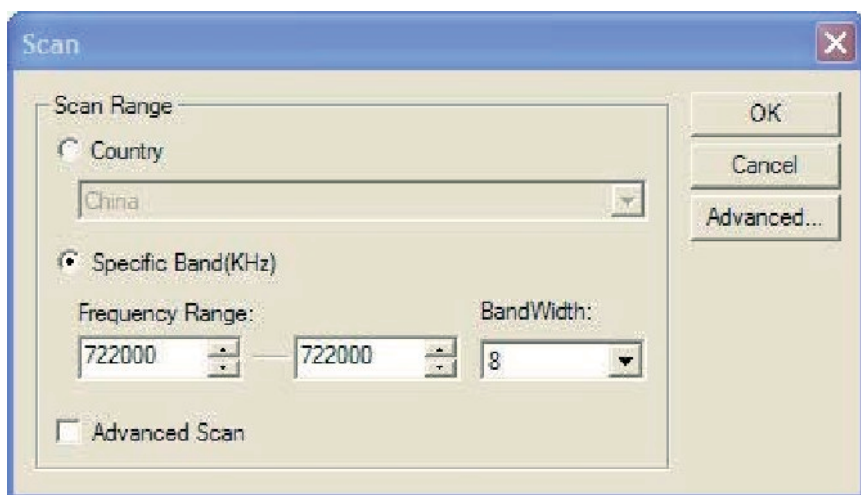 Scan
Scan Range
Country
China
Specific Band(KHz)
Frequency Range:
BandWidth:
722000
722000
8
Advanced Scan
OK
Cancel
Advanced...